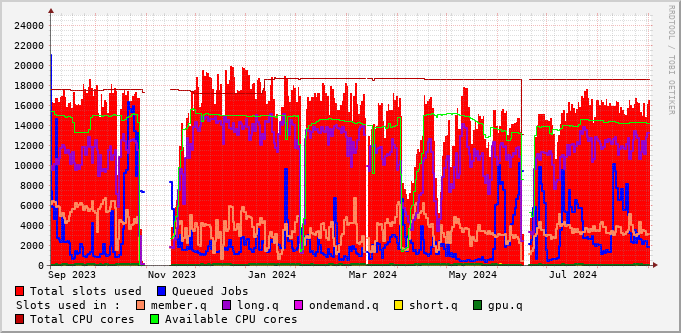 24000
22000
20000
18000
16000
14000
12000
10000
8000
6000
4000
2000
0
Sep 2023 Nov 2023 Jan 2024 Mar 2024 May 2024 Jul 2024
Total slots used Queued Jobs
Slots used in : member.q long.q ondemand.q short.q gpu.q
Total CPU cores Available CPU cores
RRDTOOL / TOBI OETIKER